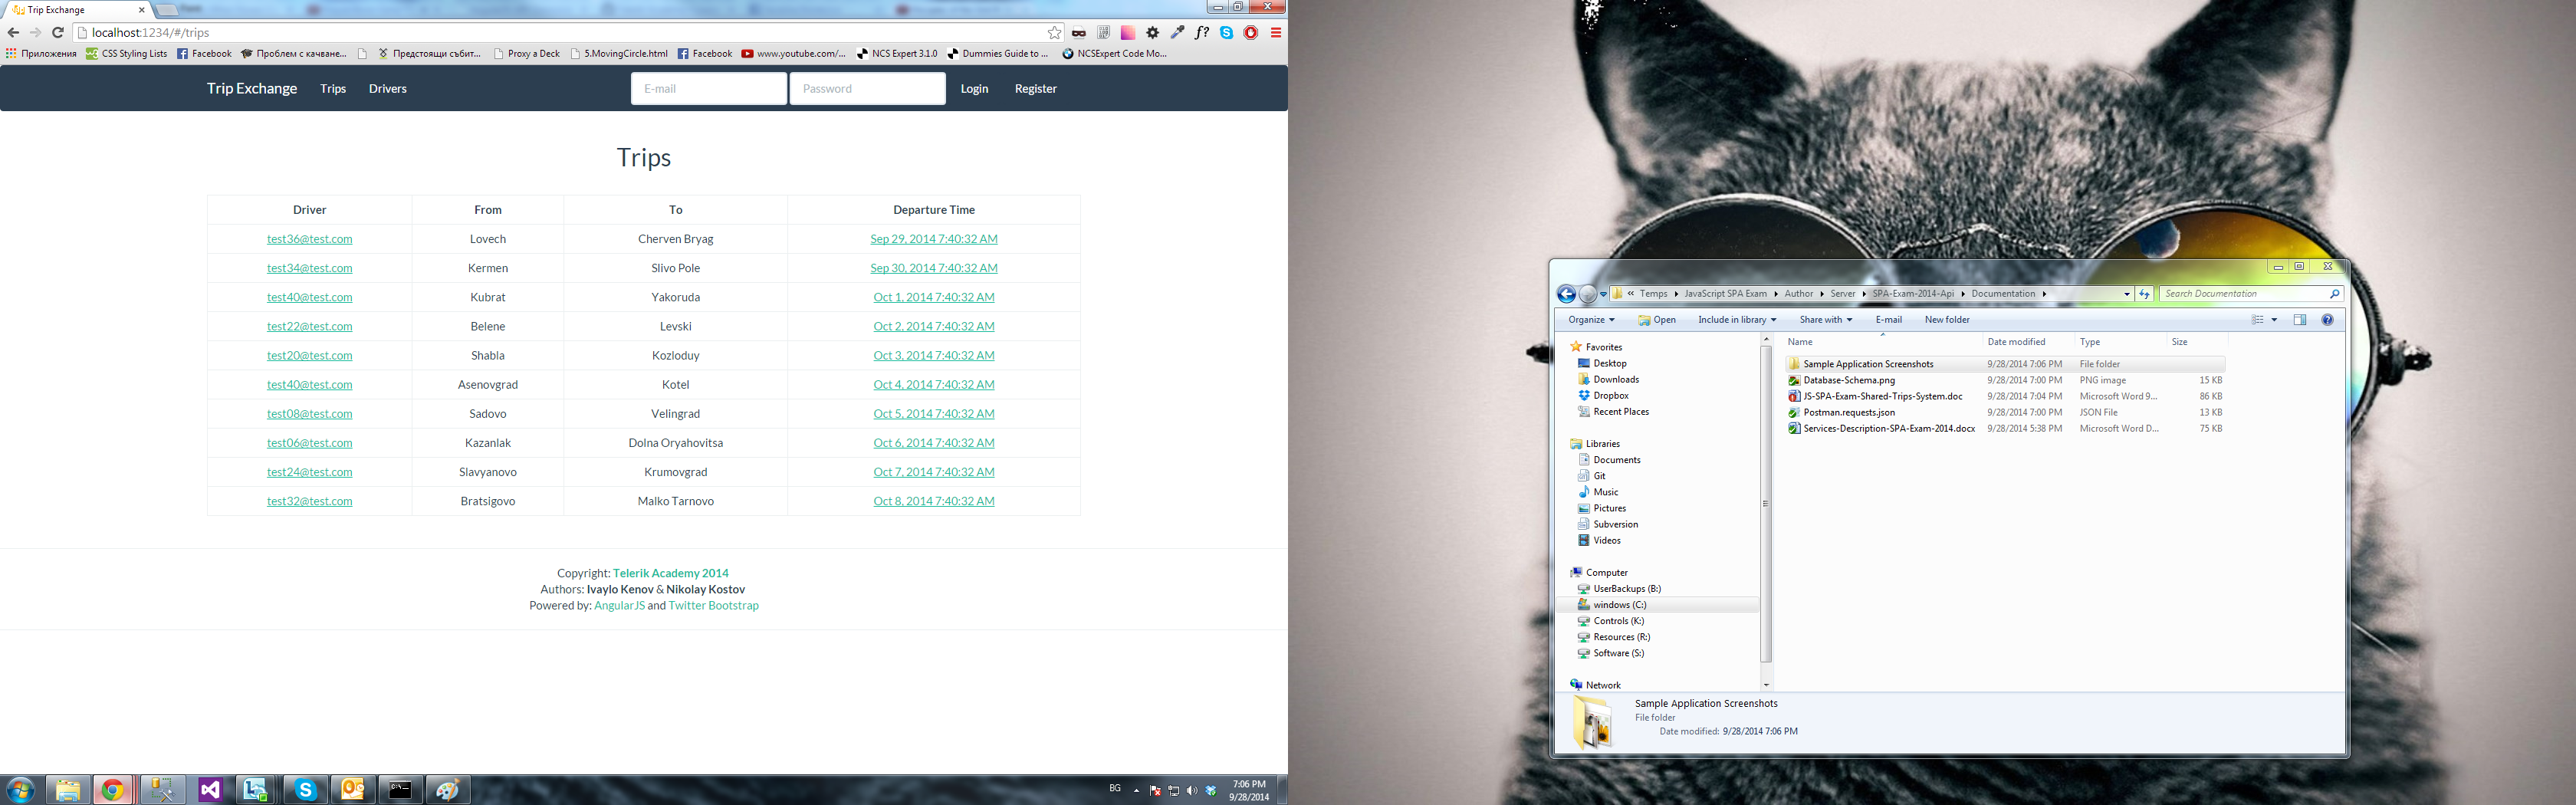 Trip Exchange
localhost:1234/#/trips
Приложения CSS Styling Lists Facebook Проблем с качване... Предстоящи събит... Proxy a Deck 5.MovingCircle.html Facebook www.youtube.com/... NCS Expert 3.1.0 Dummies Guide to ... NCSExpert Code Mo...
Trip Exchange Trips Drivers E-mail Password Login Register
Trips
Driver From To Departure Time
test36@test.com Lovech Cherven Bryag Sep 29, 2014 7:40:32 AM
test34@test.com Kermen Slivo Pole Sep 30, 2014 7:40:32 AM
test40@test.com Kubrat Yakoruda Oct 1, 2014 7:40:32 AM
test22@test.com Belene Levski Oct 2, 2014 7:40:32 AM
test20@test.com Shabla Kozloduy Oct 3, 2014 7:40:32 AM
test40@test.com Asenovgrad Kotel Oct 4, 2014 7:40:32 AM
test08@test.com Sadovo Velingrad Oct 5, 2014 7:40:32 AM
test06@test.com Kazanlak Dolna Oryahovitsa Oct 6, 2014 7:40:32 AM
test24@test.com Slavyanovo Krumovgrad Oct 7, 2014 7:40:32 AM
test32@test.com Bratsigovo Malko Tarnovo Oct 8, 2014 7:40:32 AM
Copyright: Telerik Academy 2014
Authors: Ivaylo Kenov & Nikolay Kostov
Powered by: AngularJS and Twitter Bootstrap
BG
7:06 PM
9/28/2014
« Temps JavaScript SPA Exam Author Server SPA-Exam-2014-Api Documentation
Search Documentation
Organize Open Include in library Share with E-mail New folder
Favorites
Desktop
Downloads
Dropbox
Recent Places
Libraries
Documents
Git
Music
Pictures
Subversion
Videos
Computer
UserBackups (B:)
windows (C:)
Controls (K:)
Resources (R:)
Software (S:)
Network
Name Date modified Type Size
Sample Application Screenshots 9/28/2014 7:06 PM File folder
Database-Schema.png 9/28/2014 7:00 PM PNG image 15 KB
JS-SPA-Exam-Shared-Trips-System.doc 9/28/2014 7:04 PM Microsoft Word 9... 86 KB
Postman.requests.json 9/28/2014 7:00 PM JSON File 13 KB
Services-Description-SPA-Exam-2014.docx 9/28/2014 5:38 PM Microsoft Word D... 75 KB
Sample Application Screenshots
File folder
Date modified: 9/28/2014 7:06 PM